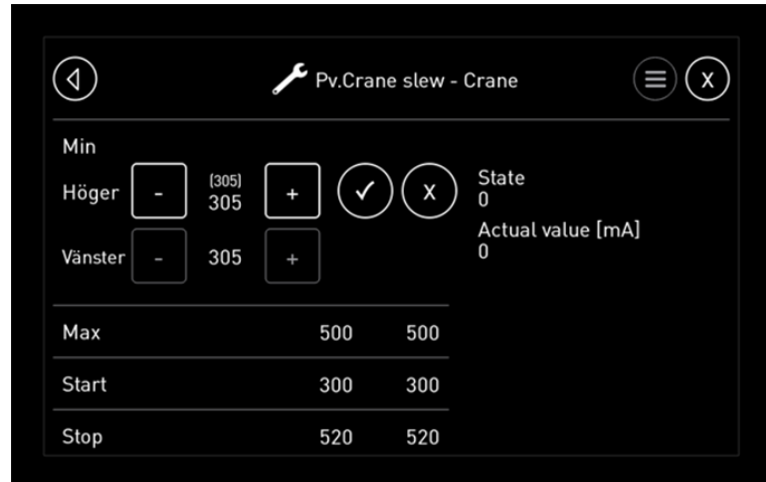 Pv.Crane slew - Crane
X
Min
Höger - (305) 305 + X
State
0
Actual value [mA]
0
Vänster - 305 +
Max 500 500
Start 300 300
Stop 520 520